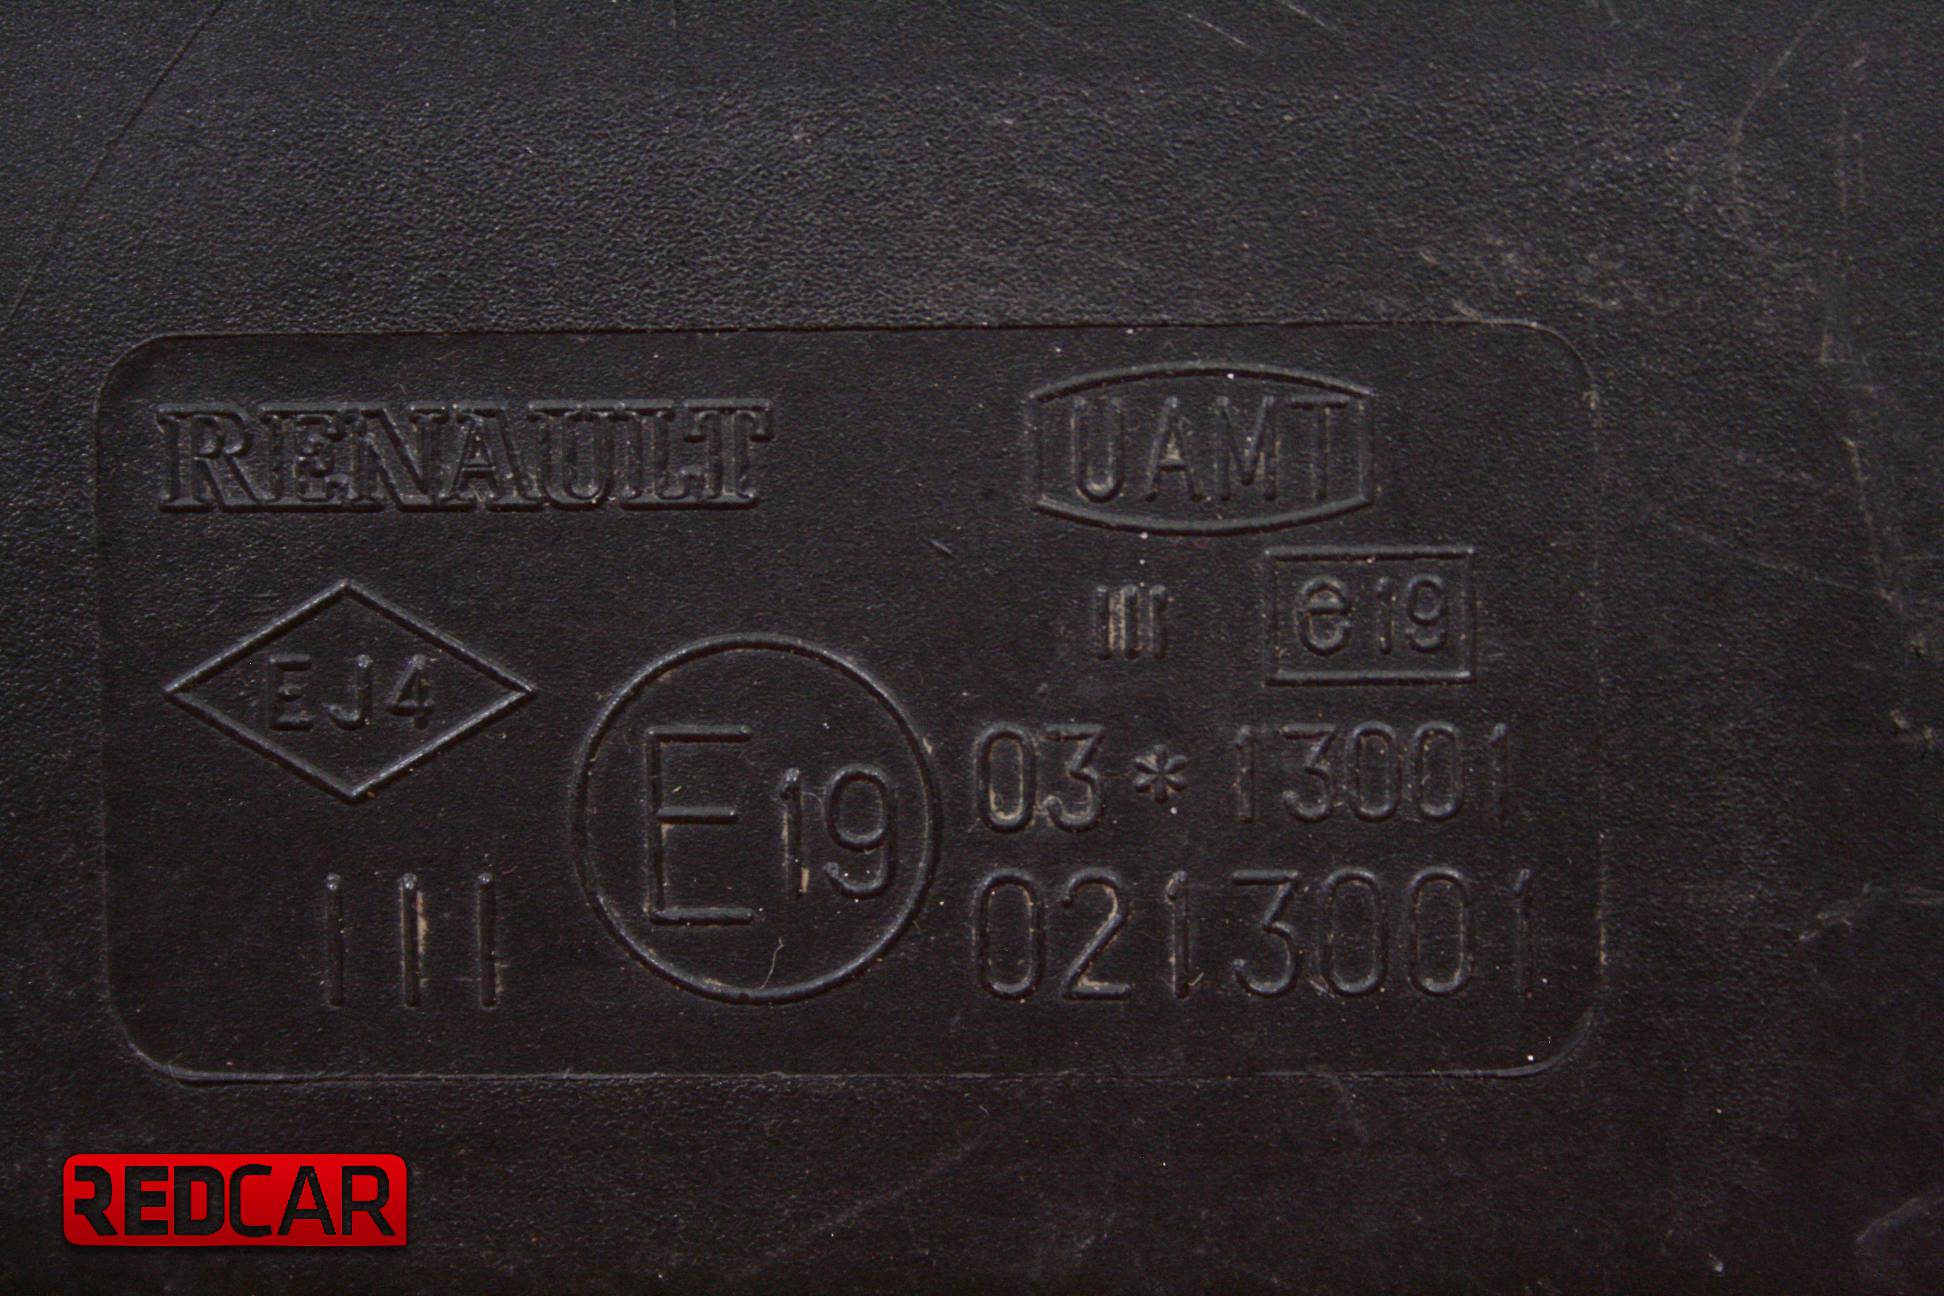 RENAULT
UAMT
III e19
EJ4
E19
03*13001
III
0213001
REDCAR